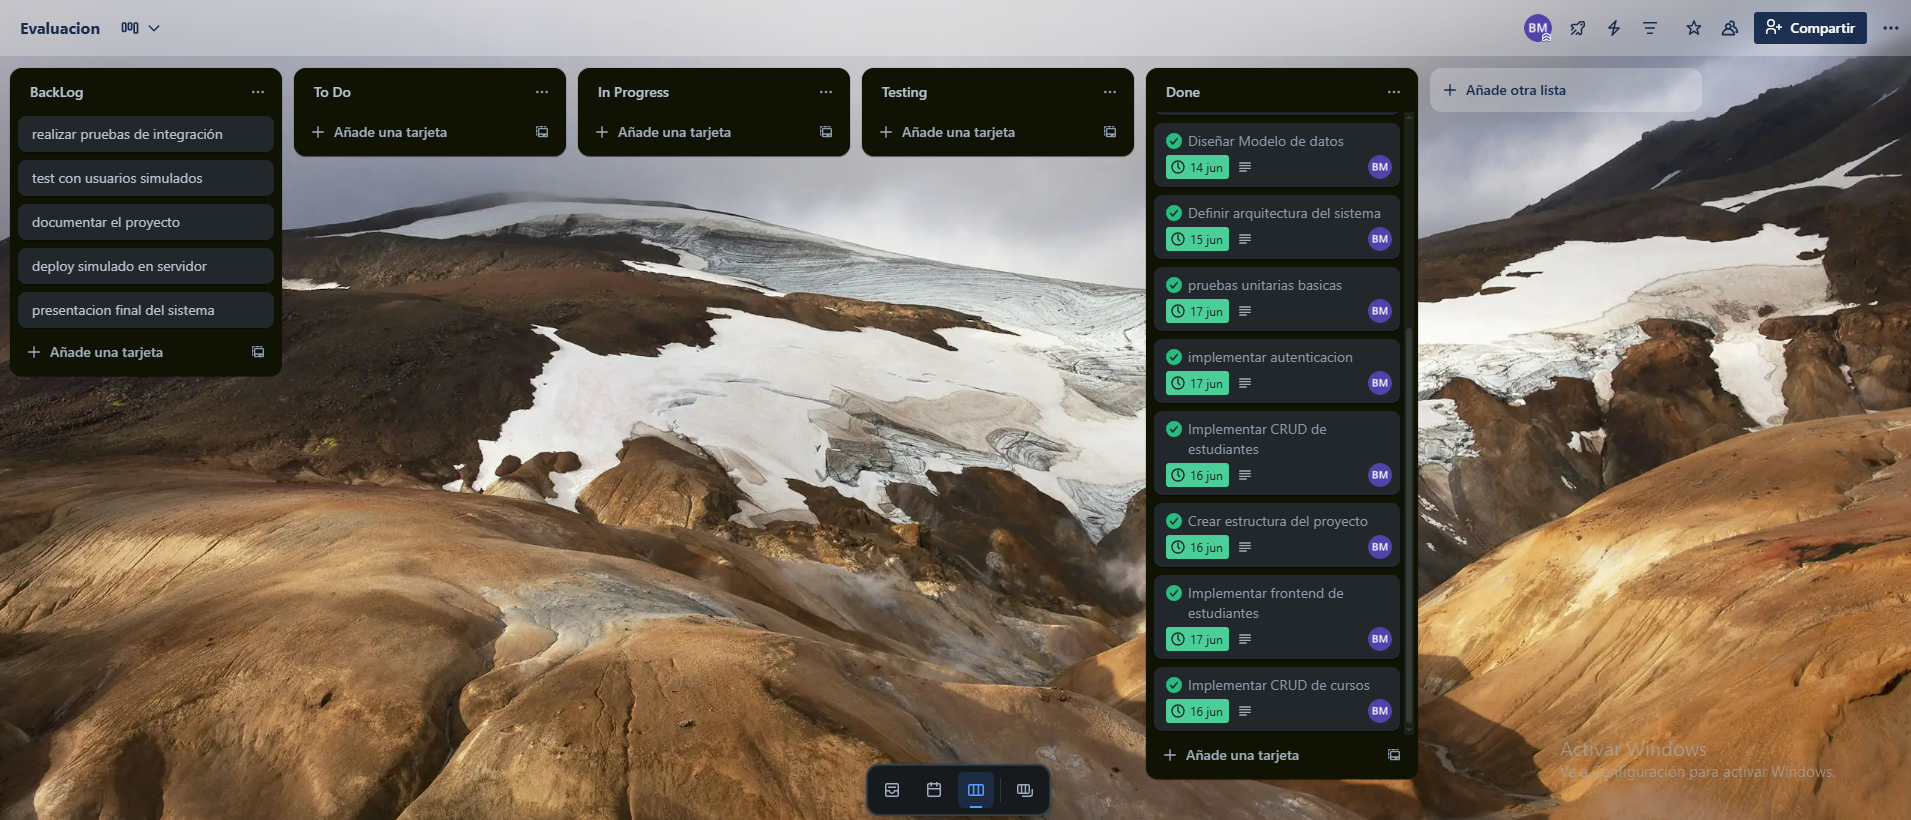 Evaluacion
BM
Compartir
BackLog
realizar pruebas de integración
test con usuarios simulados
documentar el proyecto
deploy simulado en servidor
presentacion final del sistema
Añade una tarjeta
To Do
Añade una tarjeta
In Progress
Añade una tarjeta
Testing
Añade una tarjeta
Done
Diseñar Modelo de datos
14 jun
BM
Definir arquitectura del sistema
15 jun
BM
pruebas unitarias basicas
17 jun
BM
implementar autenticacion
17 jun
BM
Implementar CRUD de
estudiantes
16 jun
BM
Crear estructura del proyecto
16 jun
BM
Implementar frontend de
estudiantes
17 jun
BM
Implementar CRUD de cursos
16 jun
BM
Añade una tarjeta
Añade otra lista
Activar Windows
Ve a Configuración para activar Windows.